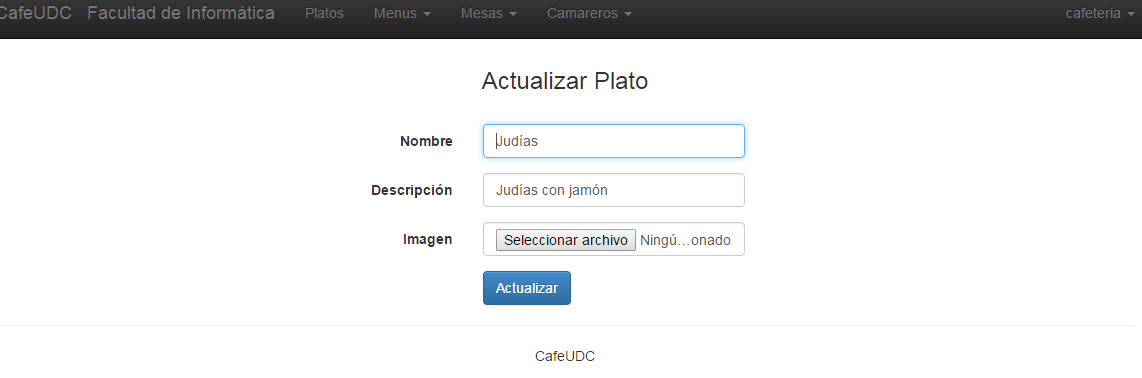 CafeUDC Facultad de Informática Platos Menus Mesas Camareros cafeteria
Actualizar Plato
Nombre Judías
Descripción Judías con jamón
Imagen Seleccionar archivo Ningú...onado
Actualizar
CafeUDC